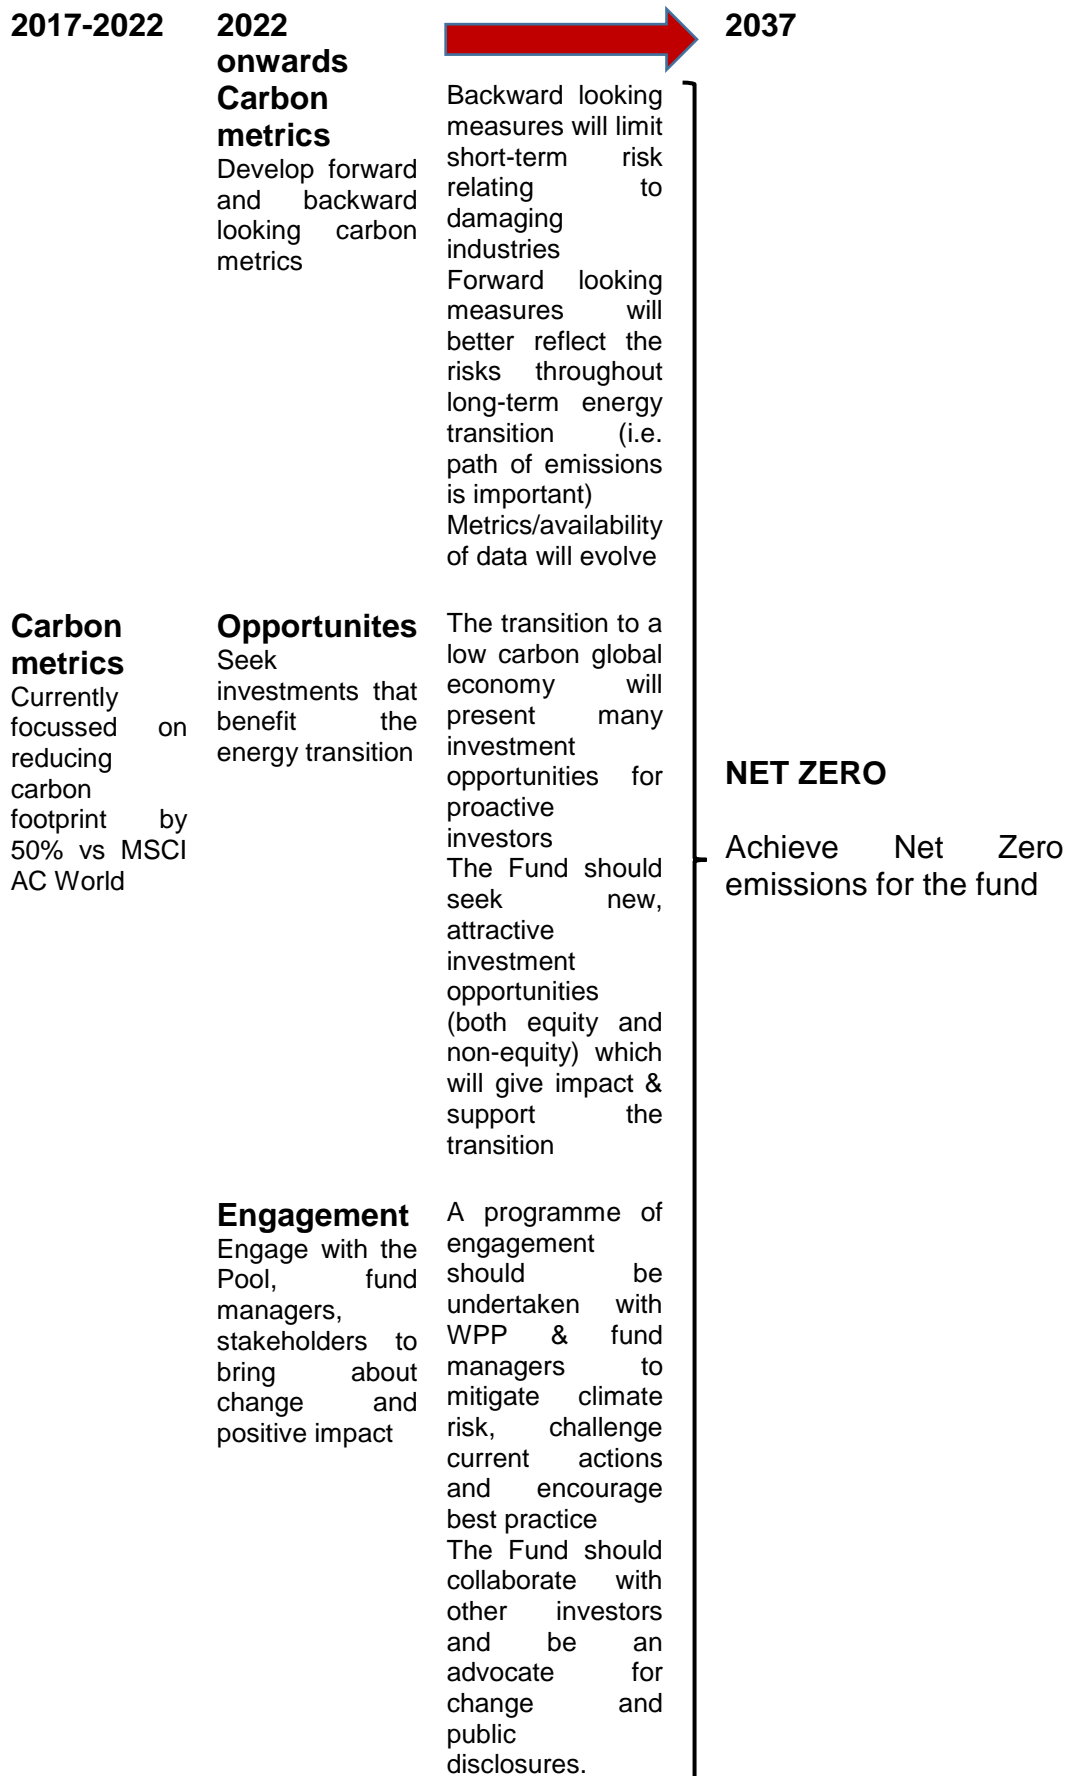 2017-2022
2022
onwards
Carbon
metrics
Develop forward
and backward
looking carbon
metrics
Backward looking
measures will limit
short-term risk
relating to
damaging
industries
Forward looking
measures will
better reflect the
risks throughout
long-term energy
transition (i.e.
path of emissions
is important)
Metrics/availability
of data will evolve
2037
Carbon
metrics
Currently
focussed on
reducing
carbon
footprint by
50% vs MSCI
AC World
Opportunites
Seek
investments that
benefit the
energy transition
The transition to a
low carbon global
economy will
present many
investment
opportunities for
proactive
investors
The Fund should
seek new,
attractive
investment
opportunities
(both equity and
non-equity) which
will give impact &
support the
transition
NET ZERO
Achieve Net Zero
emissions for the fund
Engagement
Engage with the
Pool, fund
managers,
stakeholders to
bring about
change and
positive impact
A programme of
engagement
should be
undertaken with
WPP & fund
managers to
mitigate climate
risk, challenge
current actions
and encourage
best practice
The Fund should
collaborate with
other investors
and be an
advocate for
change and
public
disclosures.